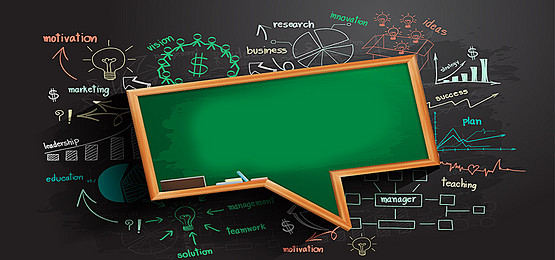 motivation
vision
research
innovation
ideas
business
$
$
strategy
$
marketing
success
?!
leadership
plan
education
?!
management
teamwork
solution
$
motivation
manager
teaching